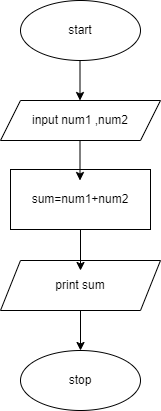 start
input num1 ,num2
sum=num1+num2
print sum
stop